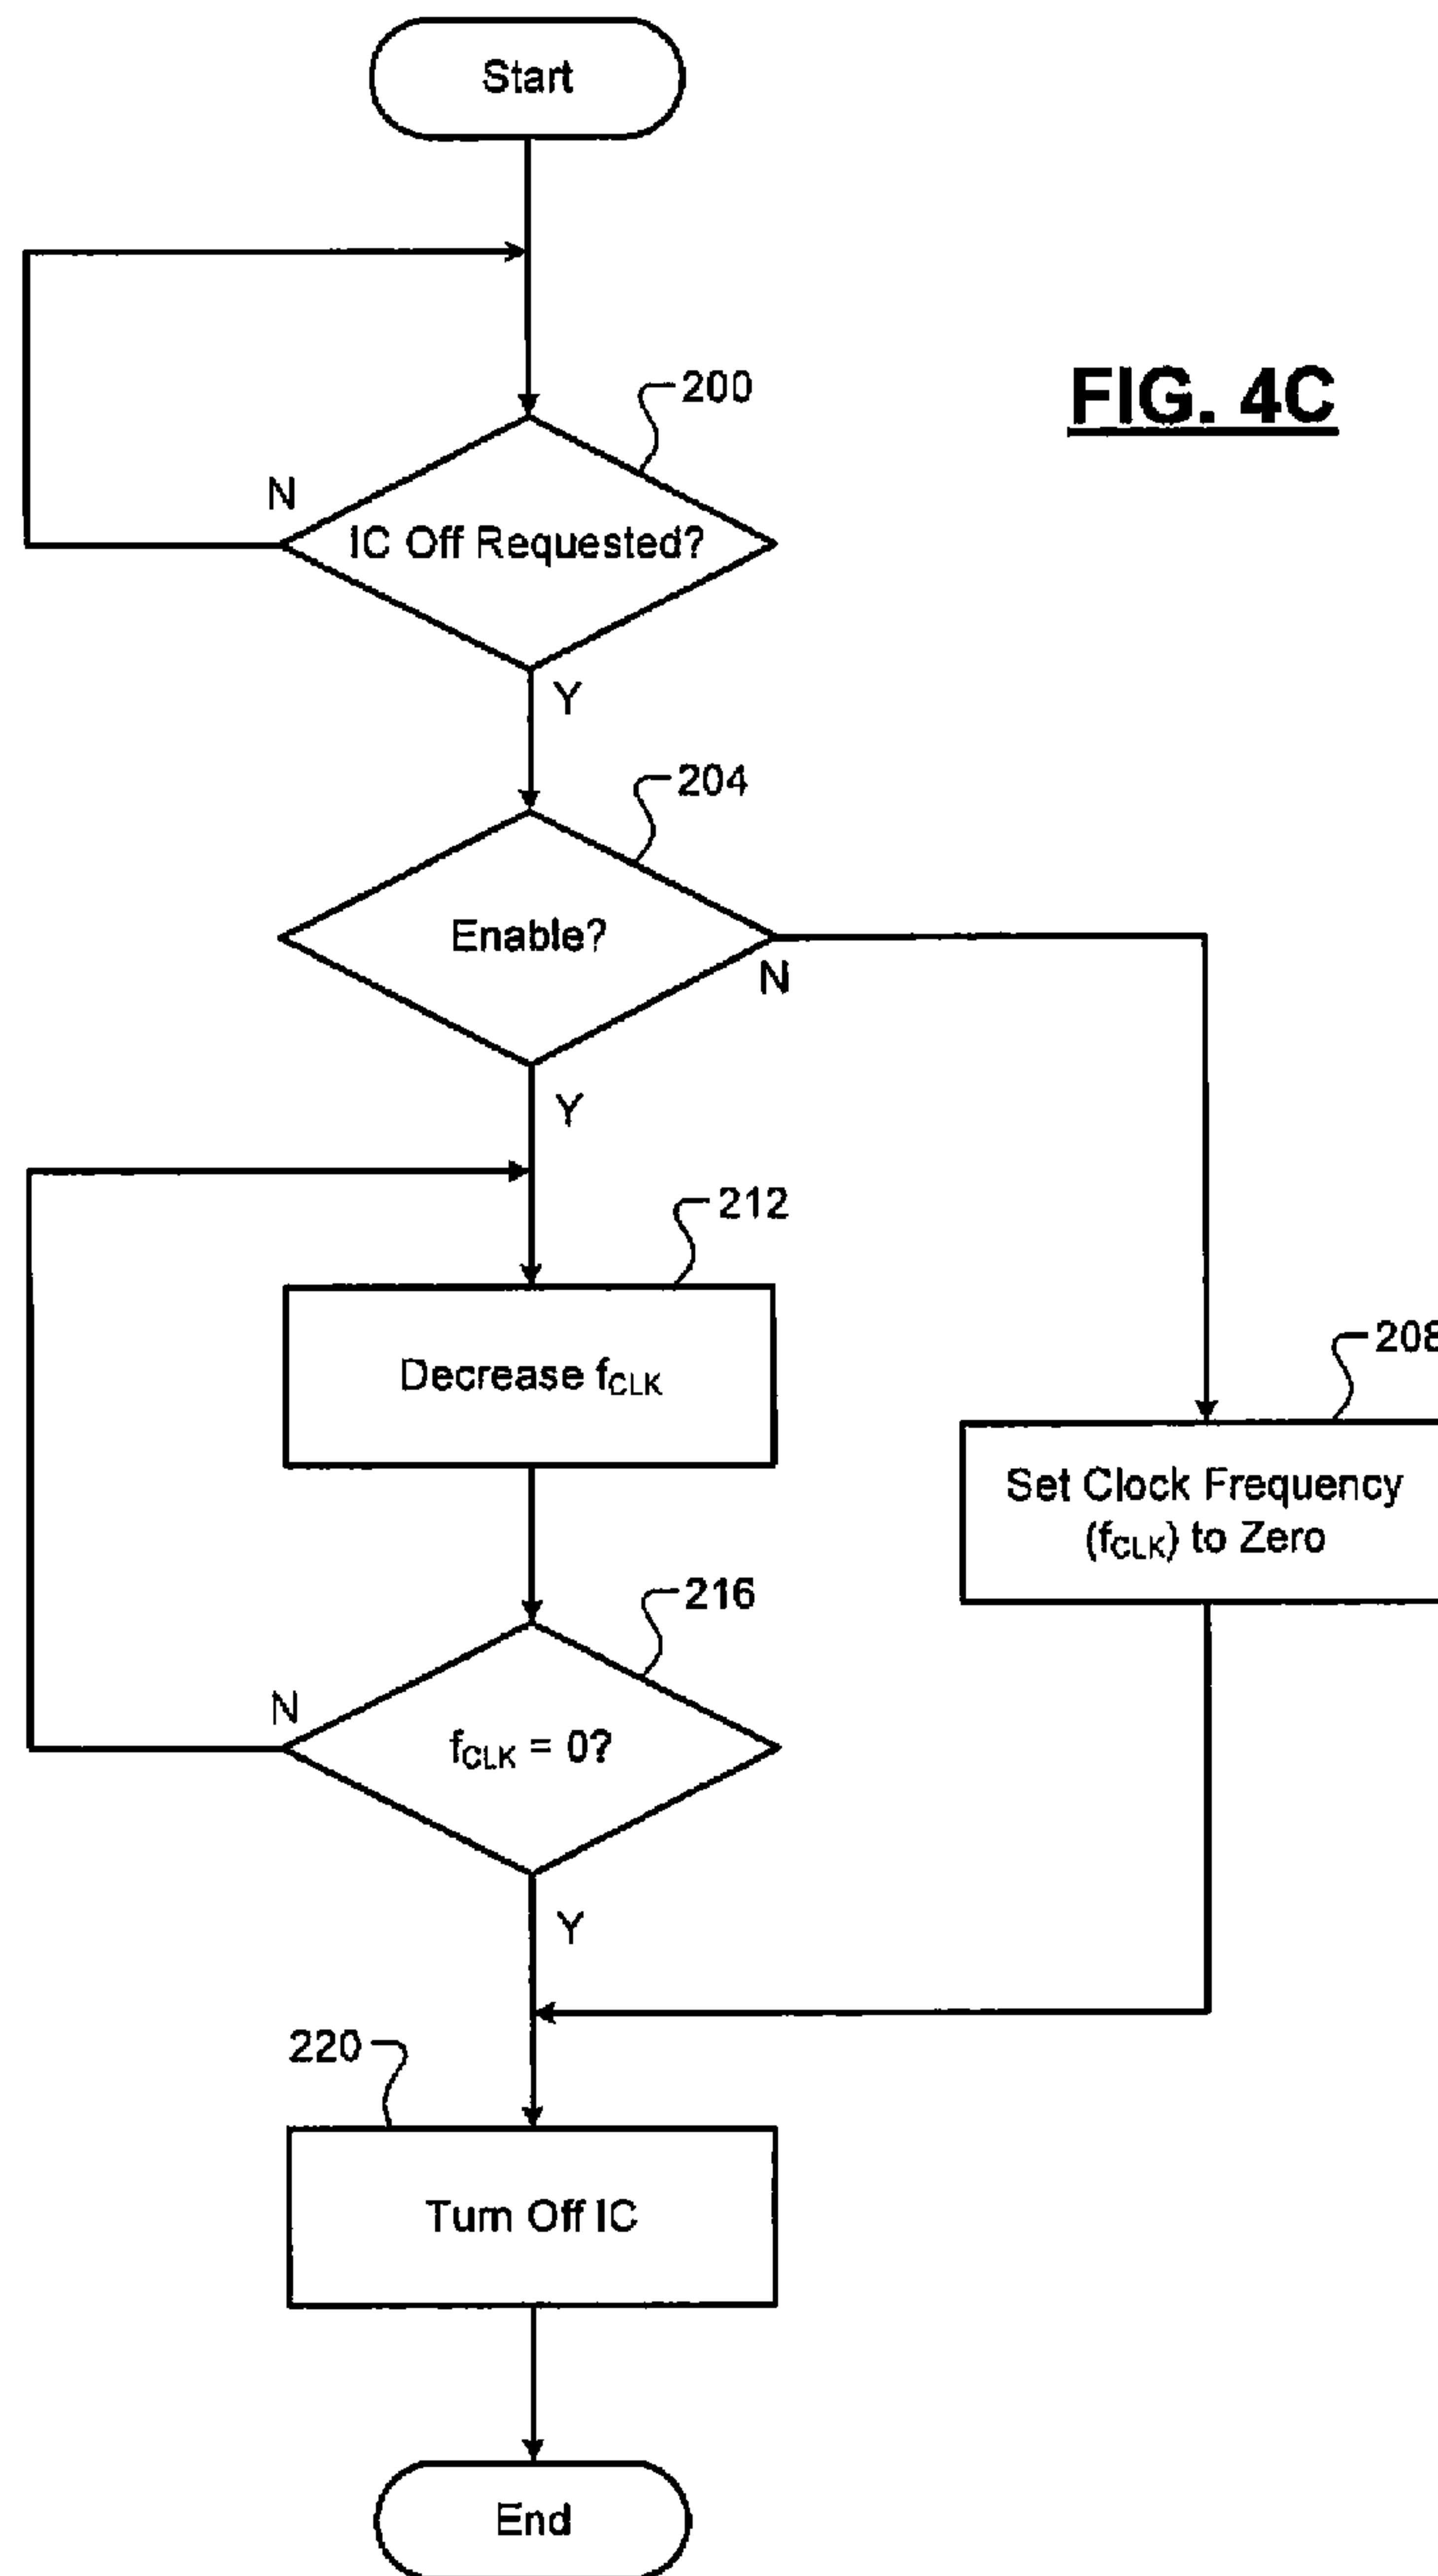 Start
FIG. 4C
200
N
IC Off Requested?
Y
204
Enable?
N
Y
212
Decrease fCLK
208
Set Clock Frequency
(fCLK) to Zero
216
N
fCLK = 0?
Y
220
Turn Off IC
End